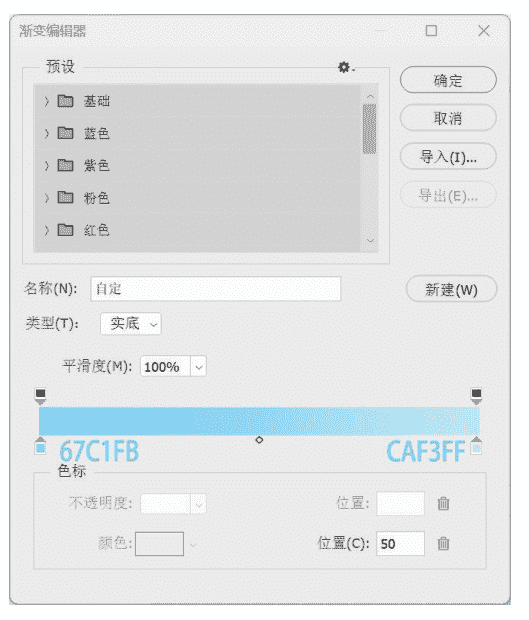 渐变编辑器
预设
基础
蓝色
紫色
粉色
红色
确定
取消
导入(I)...
导出(E)...
名称(N): 自定
新建(W)
类型(T): 实底
平滑度(M): 100%
67C1FB CAF3FF
色标
不透明度: 位置:
颜色: 位置(C): 50